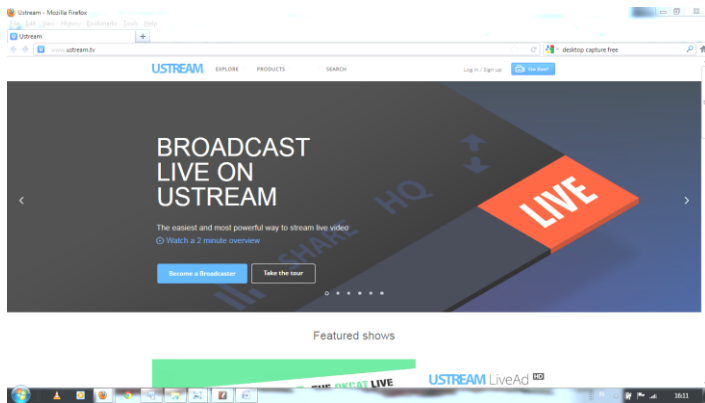 Ustream - Mozilla Firefox
File Edit View History Bookmarks Tools Help
Ustream
www.ustream.tv
desktop capture free
USTREAM EXPLORE PRODUCTS SEARCH Log in / Sign up Go live!
BROADCAST
LIVE ON
USTREAM
The easiest and most powerful way to stream live video
Watch a 2 minute overview
Become a Broadcaster Take the tour
SHARE HQ
LIVE
Featured shows
LIVE
USTREAM LiveAd HD
16:11